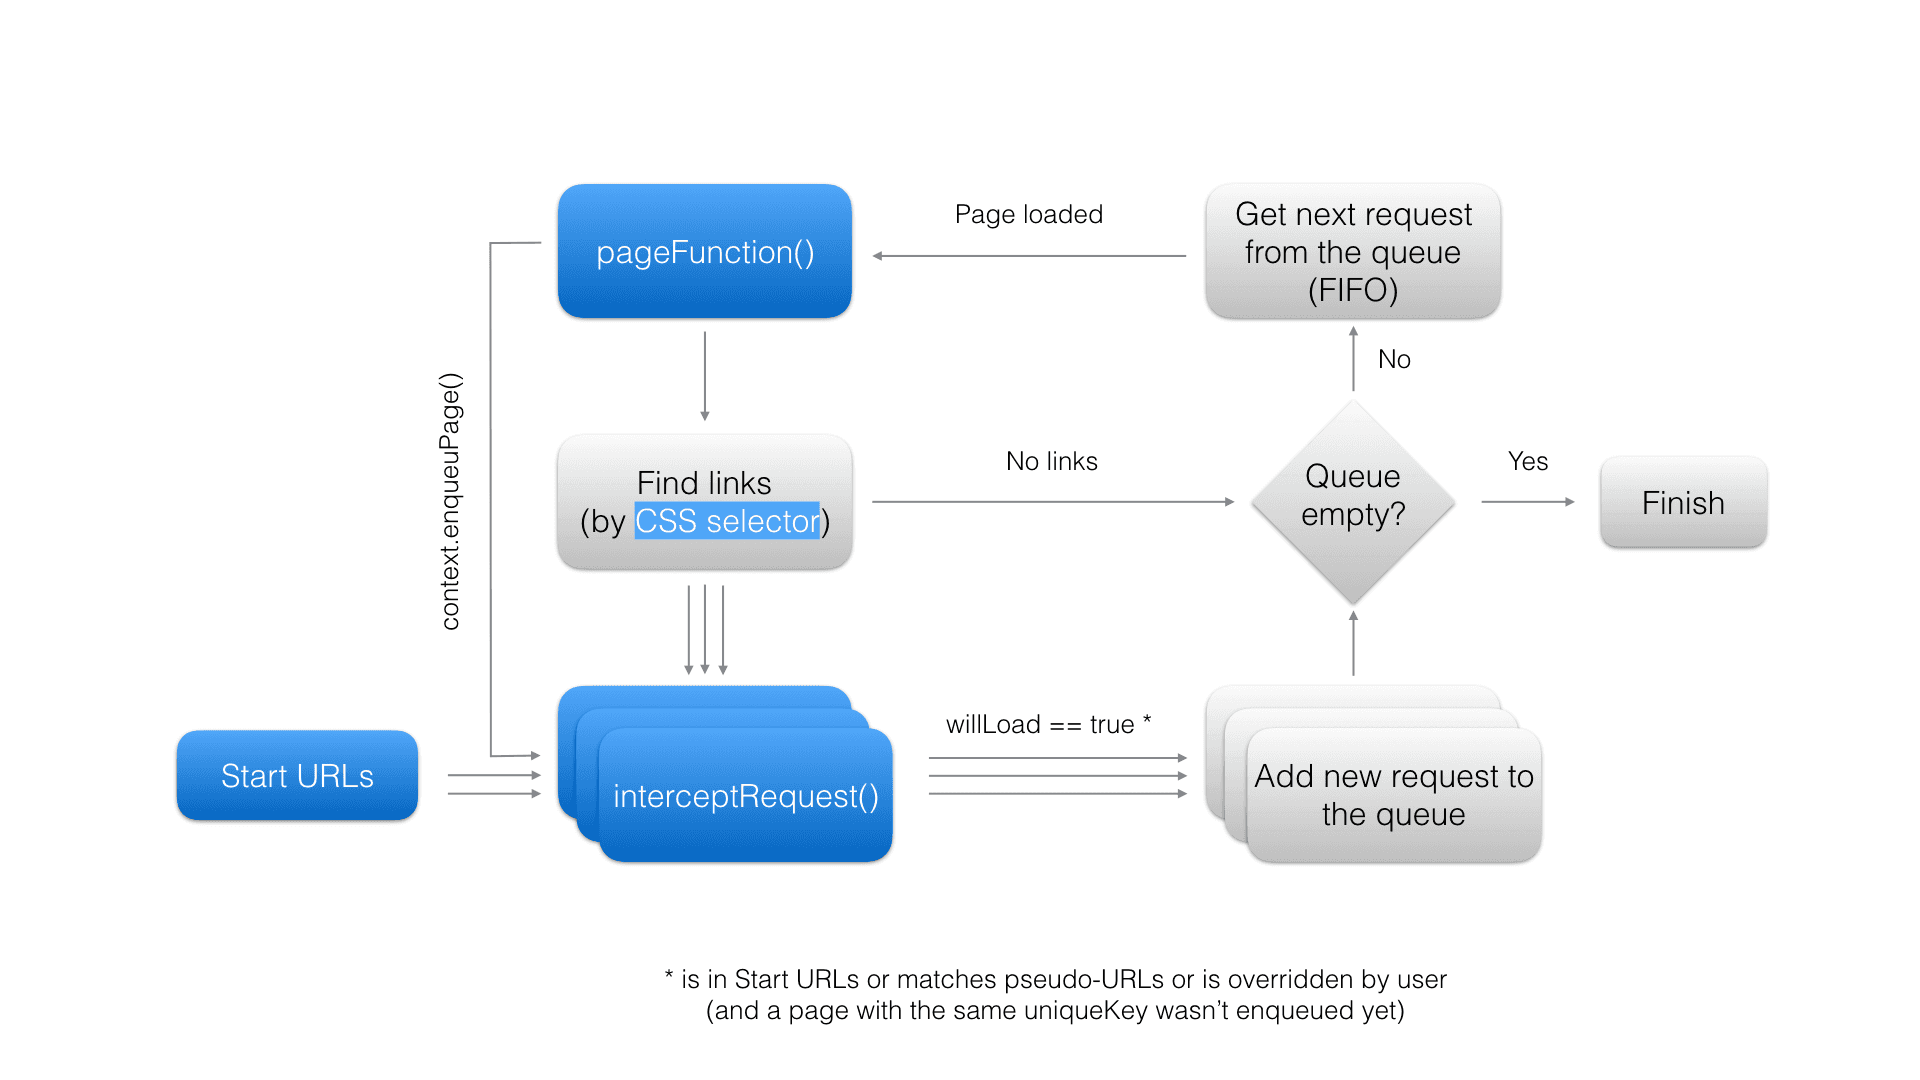 pageFunction()
Page loaded
Get next request
from the queue
(FIFO)
No
context.enqueuPage()
Find links
(by CSS selector)
No links
Queue
empty?
Yes
Finish
Start URLs
interceptRequest()
willLoad == true *
Add new request to
the queue
* is in Start URLs or matches pseudo-URLs or is overridden by user
(and a page with the same uniqueKey wasn’t enqueued yet)